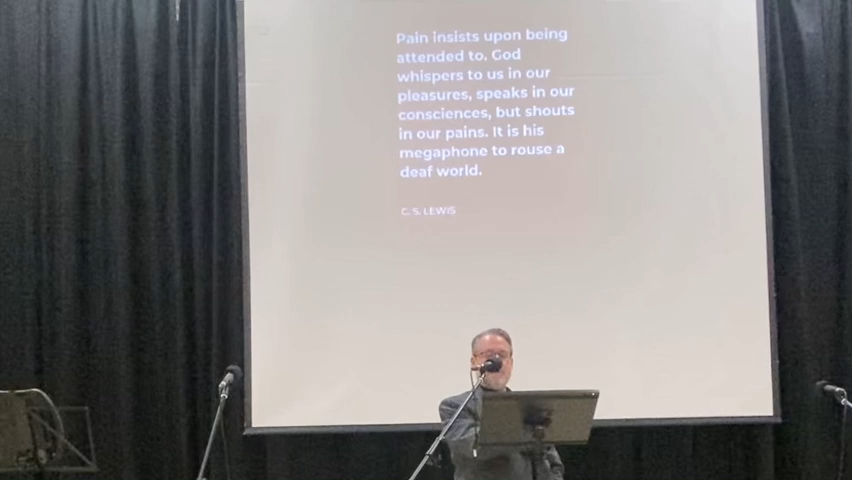 Pain insists upon being
attended to. God
whispers to us in our
pleasures, speaks in our
consciences, but shouts
in our pains. It is his
megaphone to rouse a
deaf world.
C. S. LEWIS